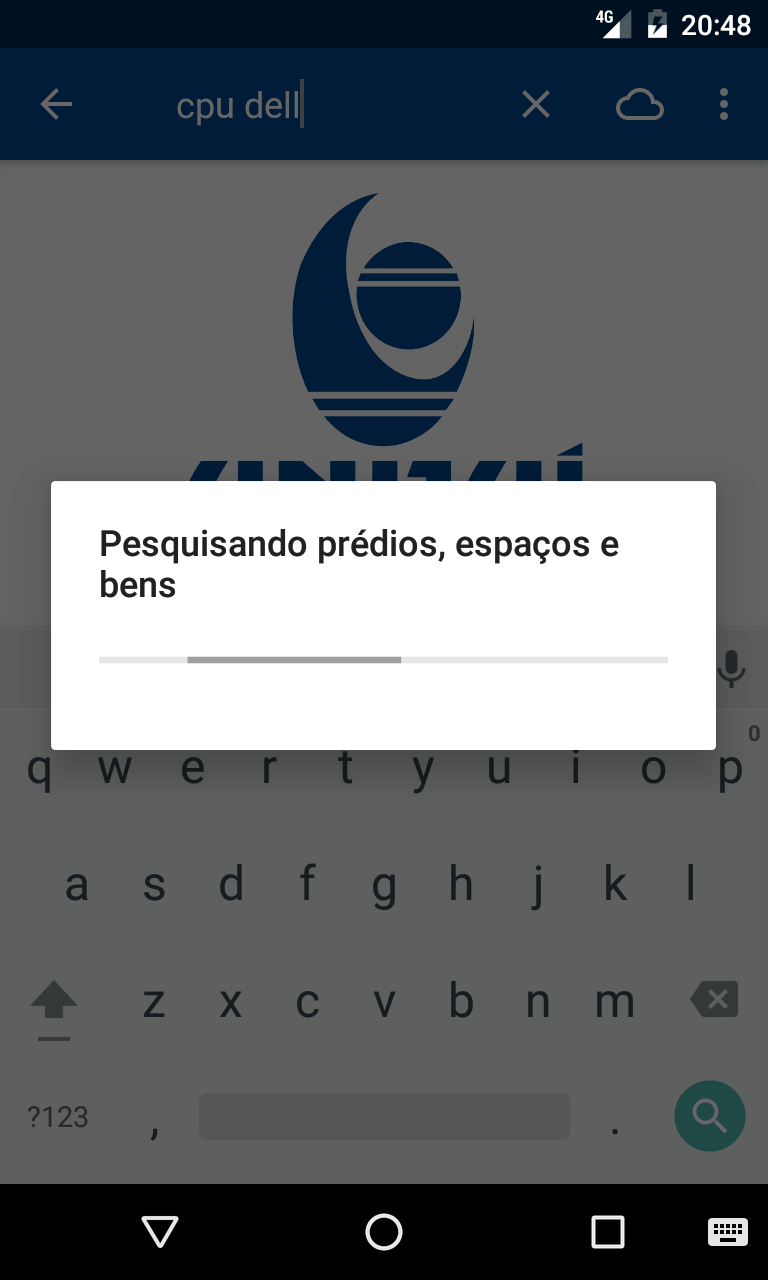 4G 20:48
cpu dell
Pesquisando prédios, espaços e
bens
0
q w e r t y u i o p
a s d f g h j k l
z x c v b n m
?123 , .